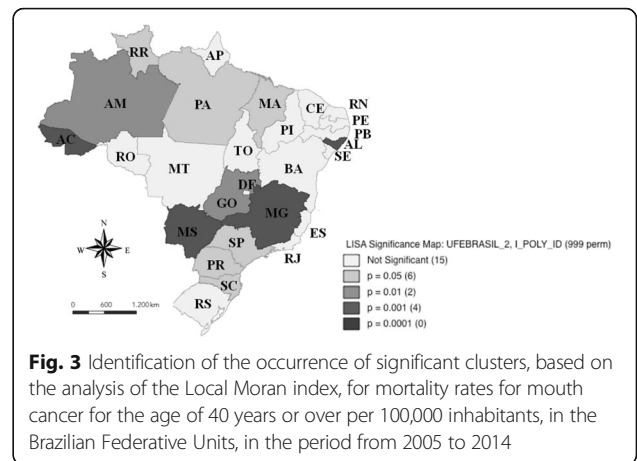 RR
AP
AM
PA
MA
CE
RN
PI
PE
PB
AC
AL
TO
SE
RO
BA
MT
DF
GO
MG
MS
ES
SP
RJ
PR
SC
RS
N
W E
S
0 600 1.200 km
LISA Significance Map: UFEBRASIL_2, I_POLY_ID (999 perm)
Not Significant (15)
p = 0.05 (6)
p = 0.01 (2)
p = 0.001 (4)
p = 0.0001 (0)
Fig. 3 Identification of the occurrence of significant clusters, based on
the analysis of the Local Moran index, for mortality rates for mouth
cancer for the age of 40 years or over per 100,000 inhabitants, in the
Brazilian Federative Units, in the period from 2005 to 2014